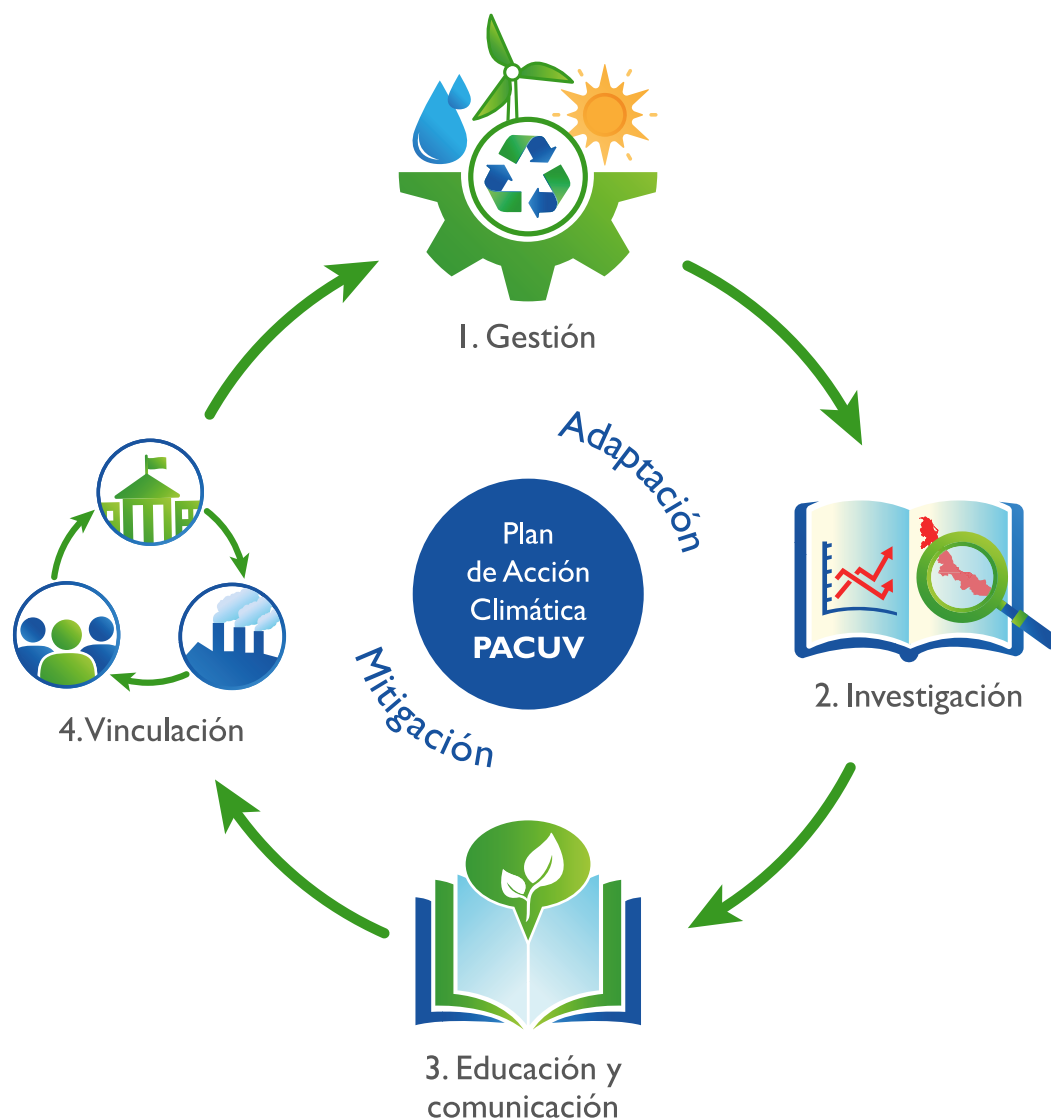 1. Gestión
Adaptación
Plan
de Acción
Climática
PACUV
Mitigación
2. Investigación
3. Educación y
comunicación
4. Vinculación